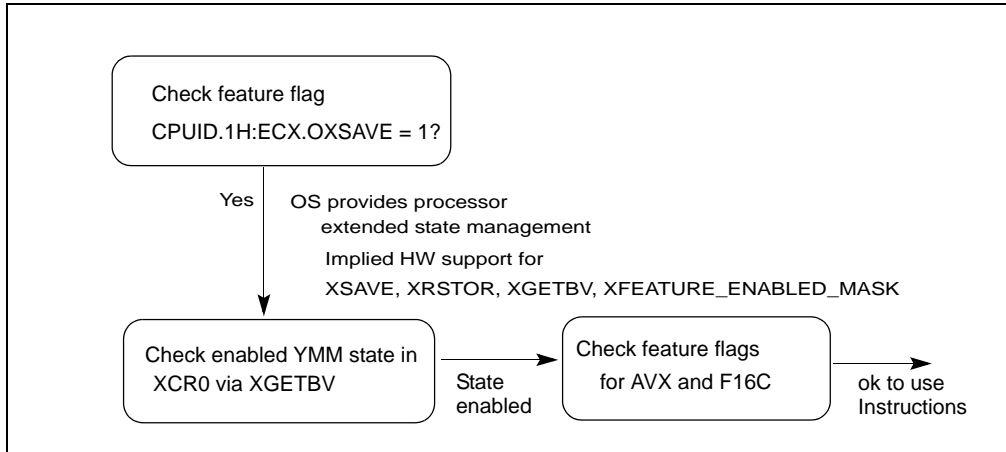 Check feature flag
CPUID.1H:ECX.OXSAVE = 1?
Yes
OS provides processor
extended state management
Implied HW support for
XSAVE, XRSTOR, XGETBV, XFEATURE_ENABLED_MASK
Check enabled YMM state in
XCR0 via XGETBV
State
enabled
Check feature flags
for AVX and F16C
ok to use
Instructions